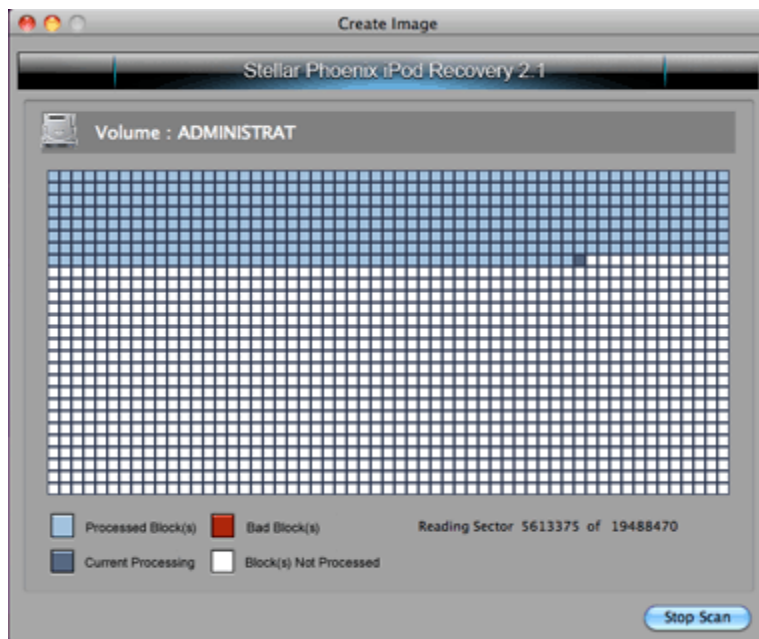 Create Image
Stellar Phoenix iPod Recovery 2.1
Volume : ADMINISTRAT
Processed Block(s) Bad Block(s) Reading Sector 5613375 of 19488470
Current Processing Block(s) Not Processed
Stop Scan